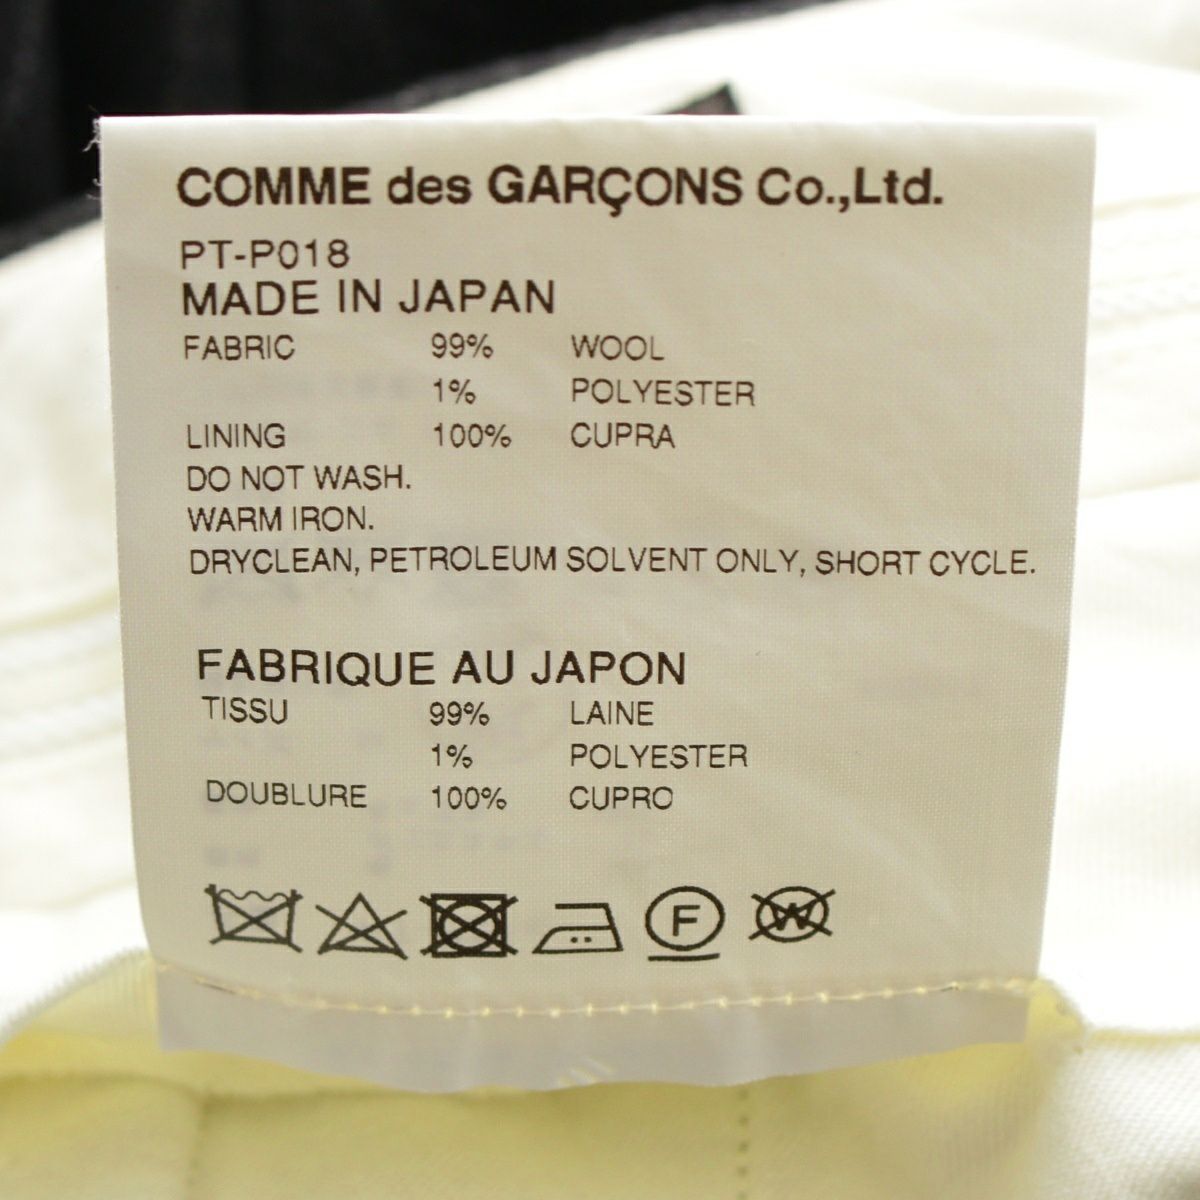 COMME des GARÇONS Co.,Ltd.
PT-P018
MADE IN JAPAN
FABRIC 99% WOOL
1% POLYESTER
LINING 100% CUPRA
DO NOT WASH.
WARM IRON.
DRYCLEAN, PETROLEUM SOLVENT ONLY, SHORT CYCLE.
FABRIQUE AU JAPON
TISSU 99% LAINE
1% POLYESTER
DOUBLURE 100% CUPRO
F W